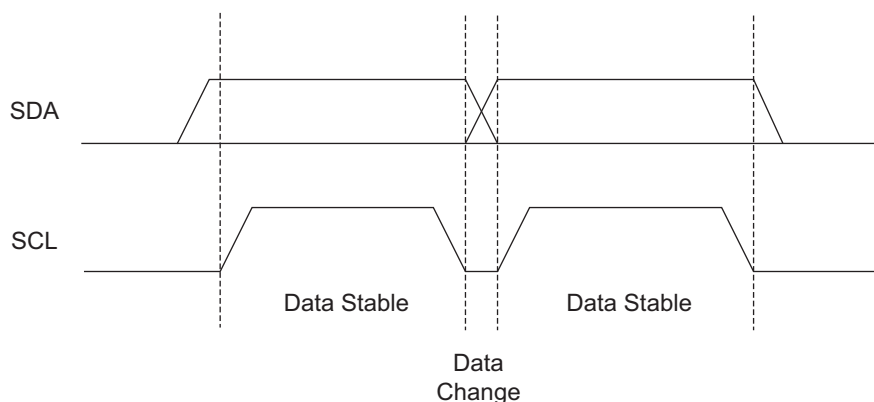 SDA
SCL
Data Stable
Data Stable
Data
Change